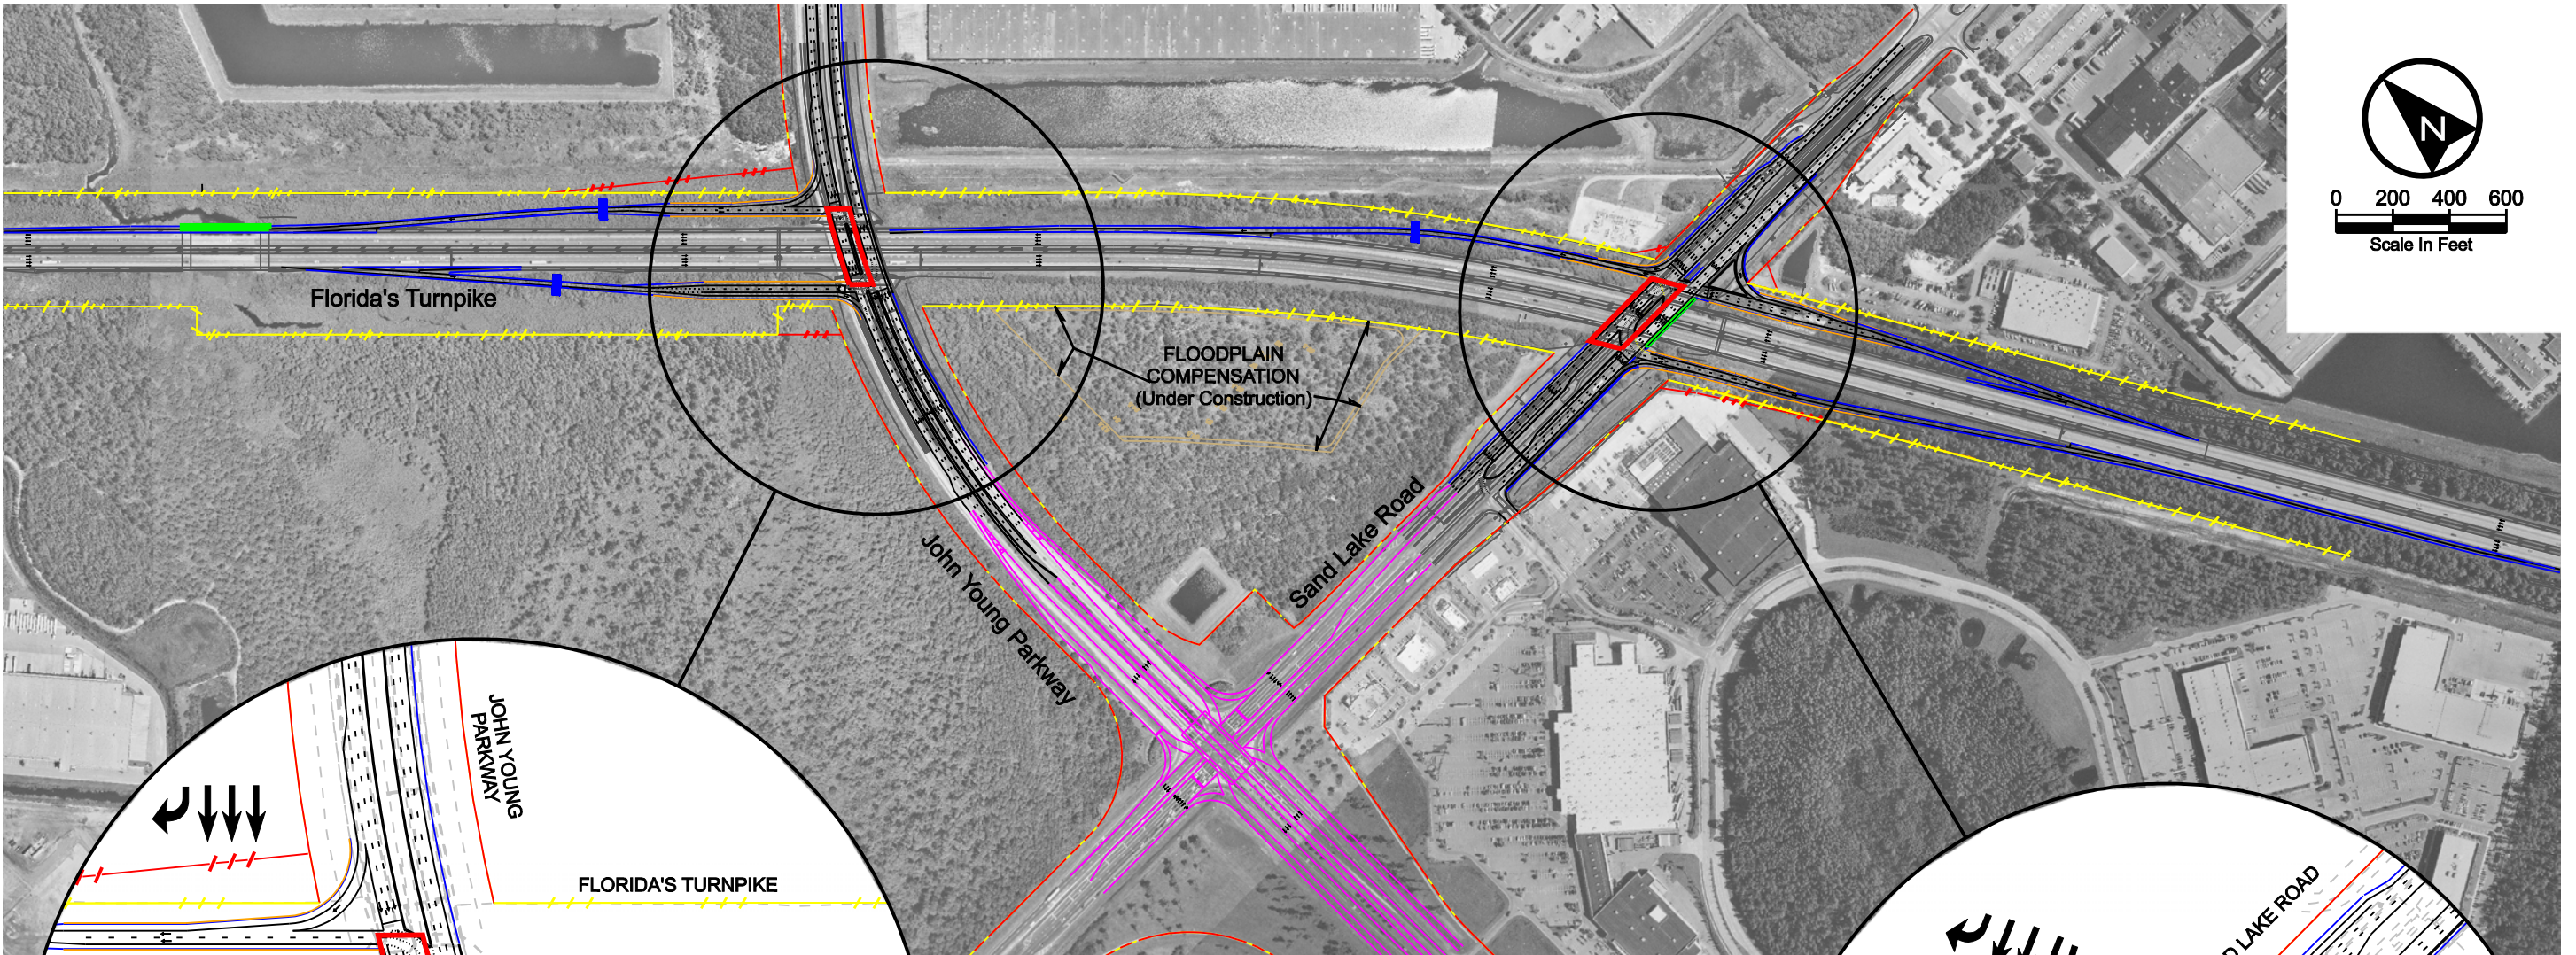 N
0 200 400 600
Scale In Feet
Florida's Turnpike
FLOODPLAIN
COMPENSATION
(Under Construction)
John Young Parkway
Sand Lake Road
JOHN YOUNG
PARKWAY
FLORIDA'S TURNPIKE
D LAKE ROAD